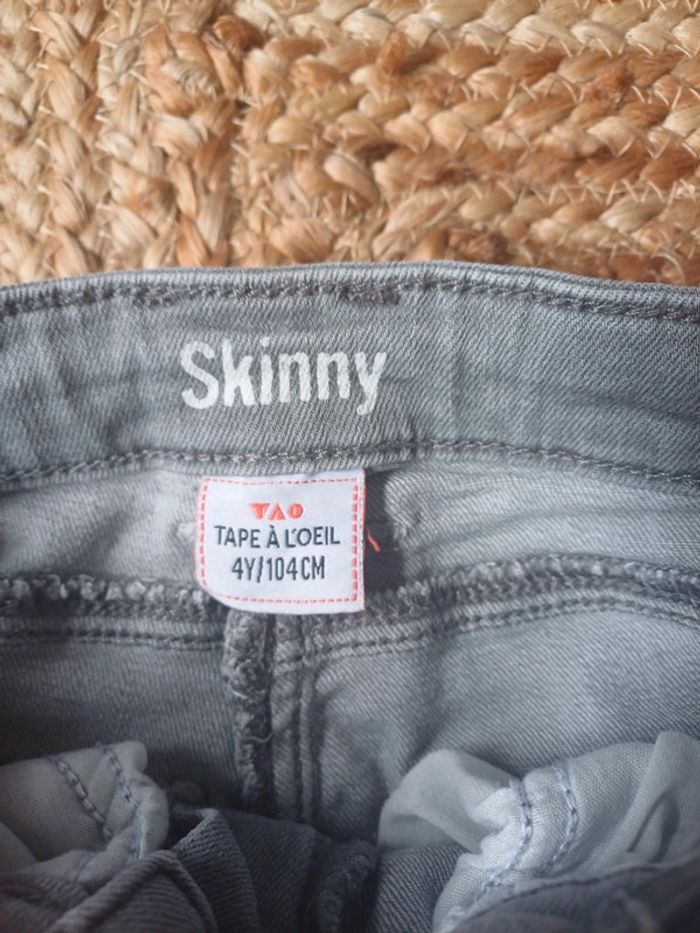 Skinny
TAO
TAPE À L'OEIL
4Y/104CM